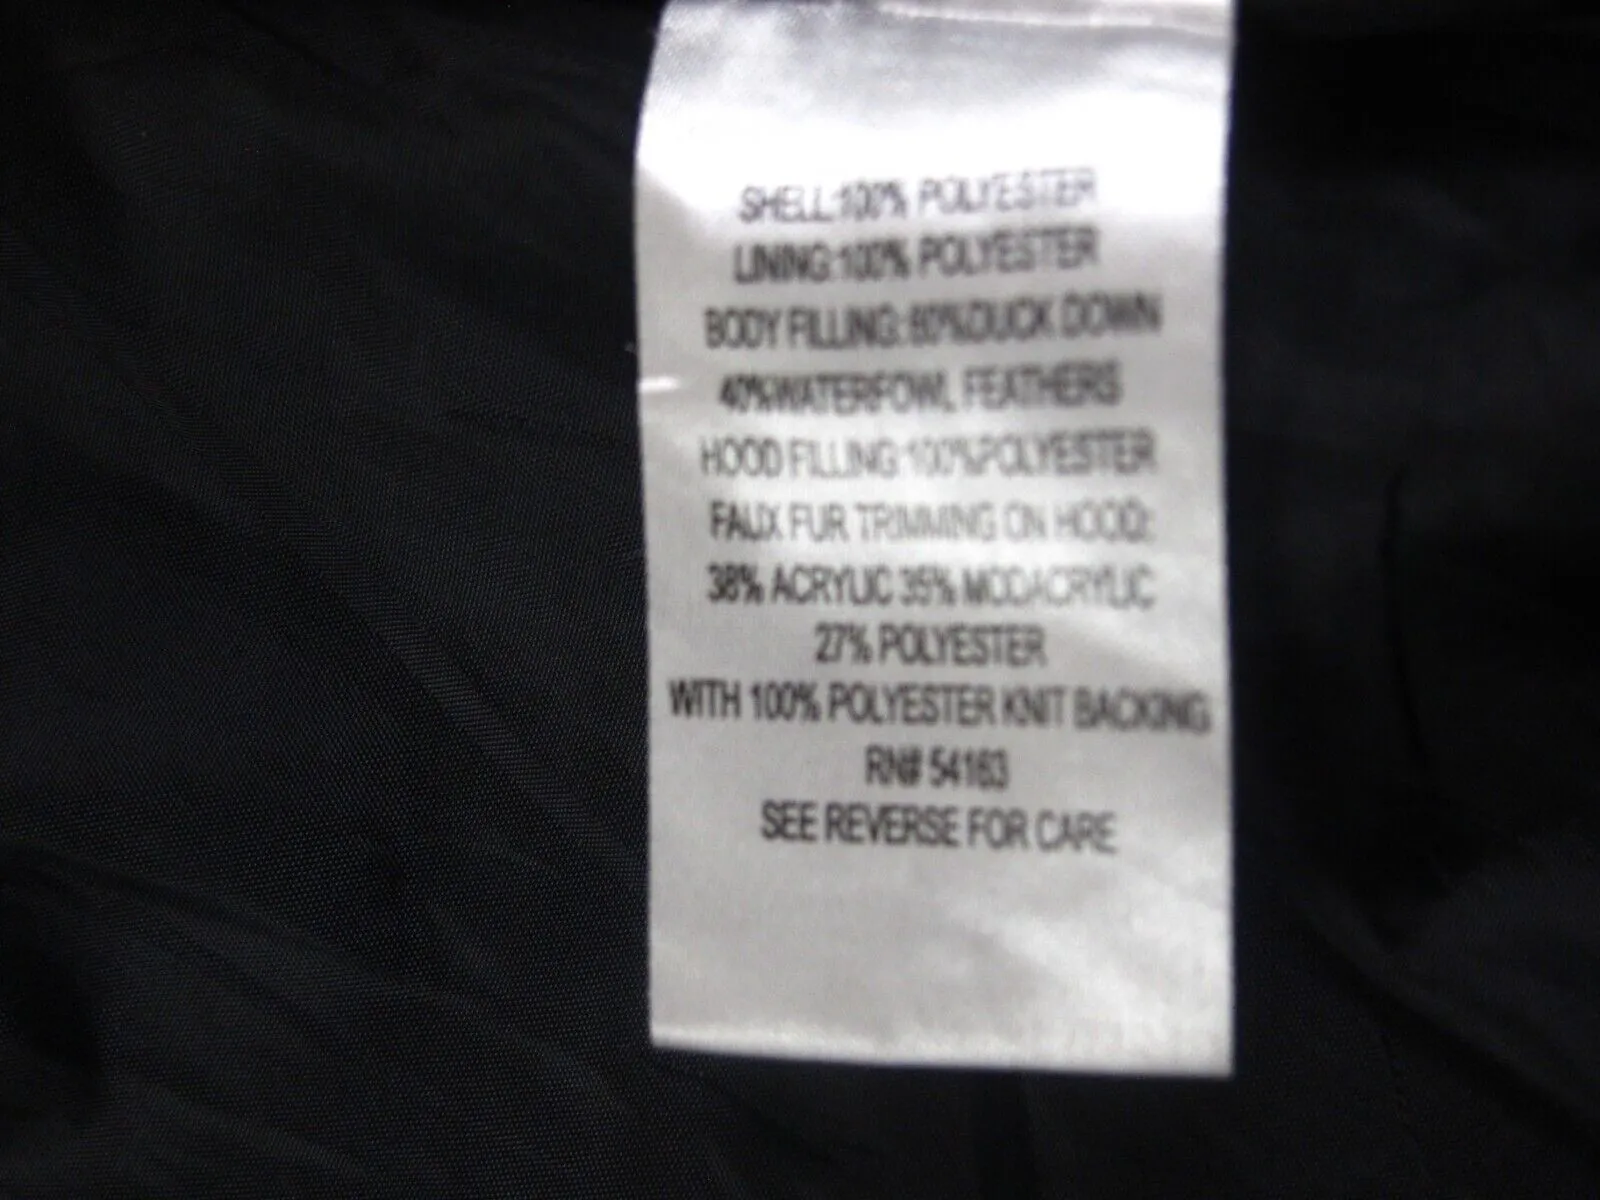 SHELL:100% POLYESTER
LINING:100% POLYESTER
BODY FILLING:60%DUCK DOWN
40%WATERFOWL FEATHERS
HOOD FILLING:100%POLYESTER
FAUX FUR TRIMMING ON HOOD:
38% ACRYLIC 35% MODACRYLIC
27% POLYESTER
WITH 100% POLYESTER KNIT BACKING
RN# 54163
SEE REVERSE FOR CARE